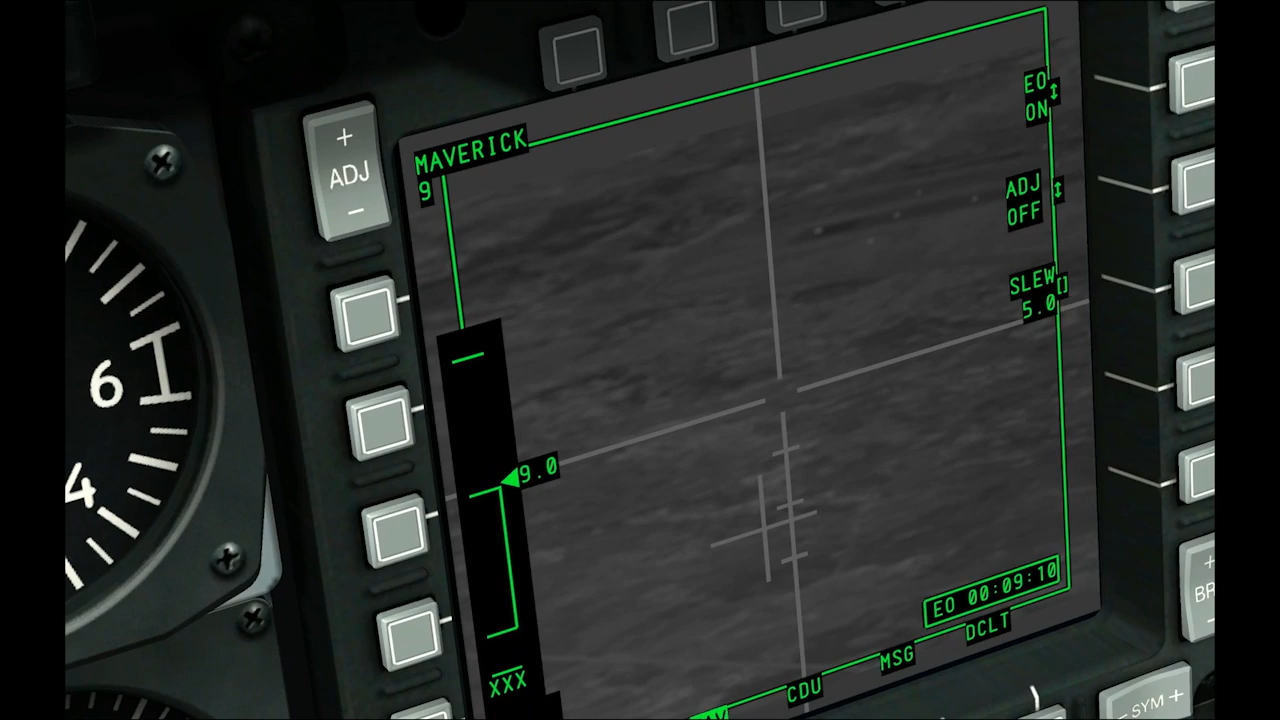 MAVERICK
9
EO
ON
+
ADJ
−
ADJ
OFF
SLEW
5.0
6
9.0
4
EO 00:09:10
XXX
CDU
MSG
DCLT
+
BR
−
SYM +